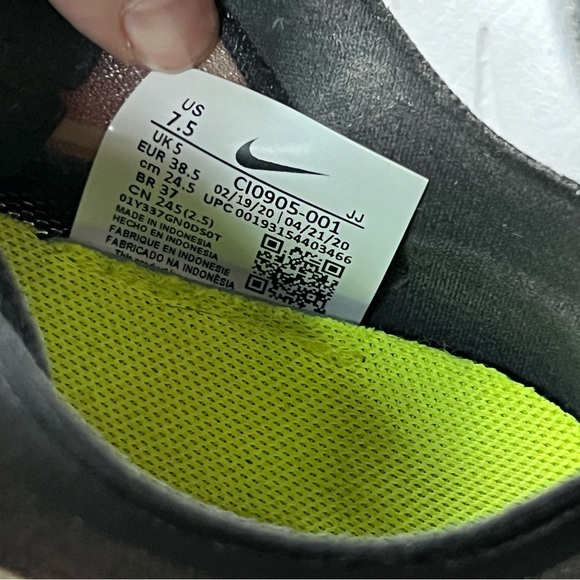 US
7.5
UK 5
EUR 38.5
cm 24.5
BR 37
CN 245(2.5)
01Y337GN0DS0T
MADE IN INDONESIA
HECHO EN INDONESIA
FABRIQUE EN INDONESIE
FABRICADO NA INDONÉSIA
CI0905-001 JJ
02/19/20 | 04/21/20
UPC 00193154403466